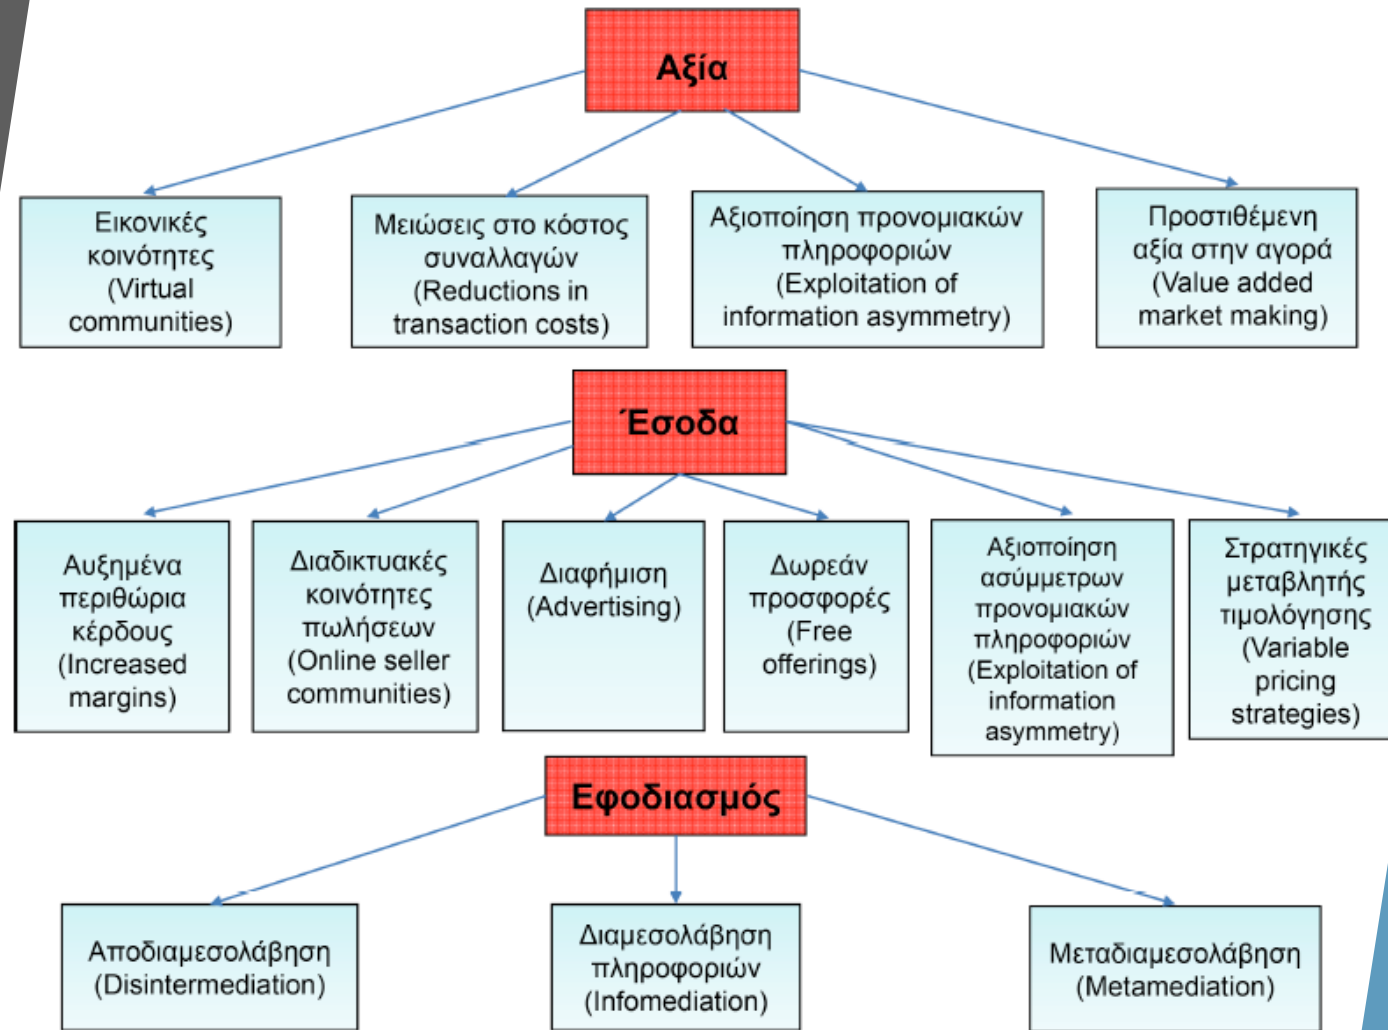 Αξία
Εικονικές
κοινότητες
(Virtual
communities)
Μειώσεις στο κόστος
συναλλαγών
(Reductions in
transaction costs)
Αξιοποίηση προνομιακών
πληροφοριών
(Exploitation of
information asymmetry)
Προστιθέμενη
αξία στην αγορά
(Value added
market making)
Έσοδα
Αυξημένα
περιθώρια
κέρδους
(Increased
margins)
Διαδικτυακές
κοινότητες
πωλήσεων
(Online seller
communities)
Διαφήμιση
(Advertising)
Δωρεάν
προσφορές
(Free
offerings)
Αξιοποίηση
ασύμμετρων
προνομιακών
πληροφοριών
(Exploitation of
information
asymmetry)
Στρατηγικές
μεταβλητής
τιμολόγησης
(Variable
pricing
strategies)
Εφοδιασμός
Αποδιαμεσολάβηση
(Disintermediation)
Διαμεσολάβηση
πληροφοριών
(Infomediation)
Μεταδιαμεσολάβηση
(Metamediation)